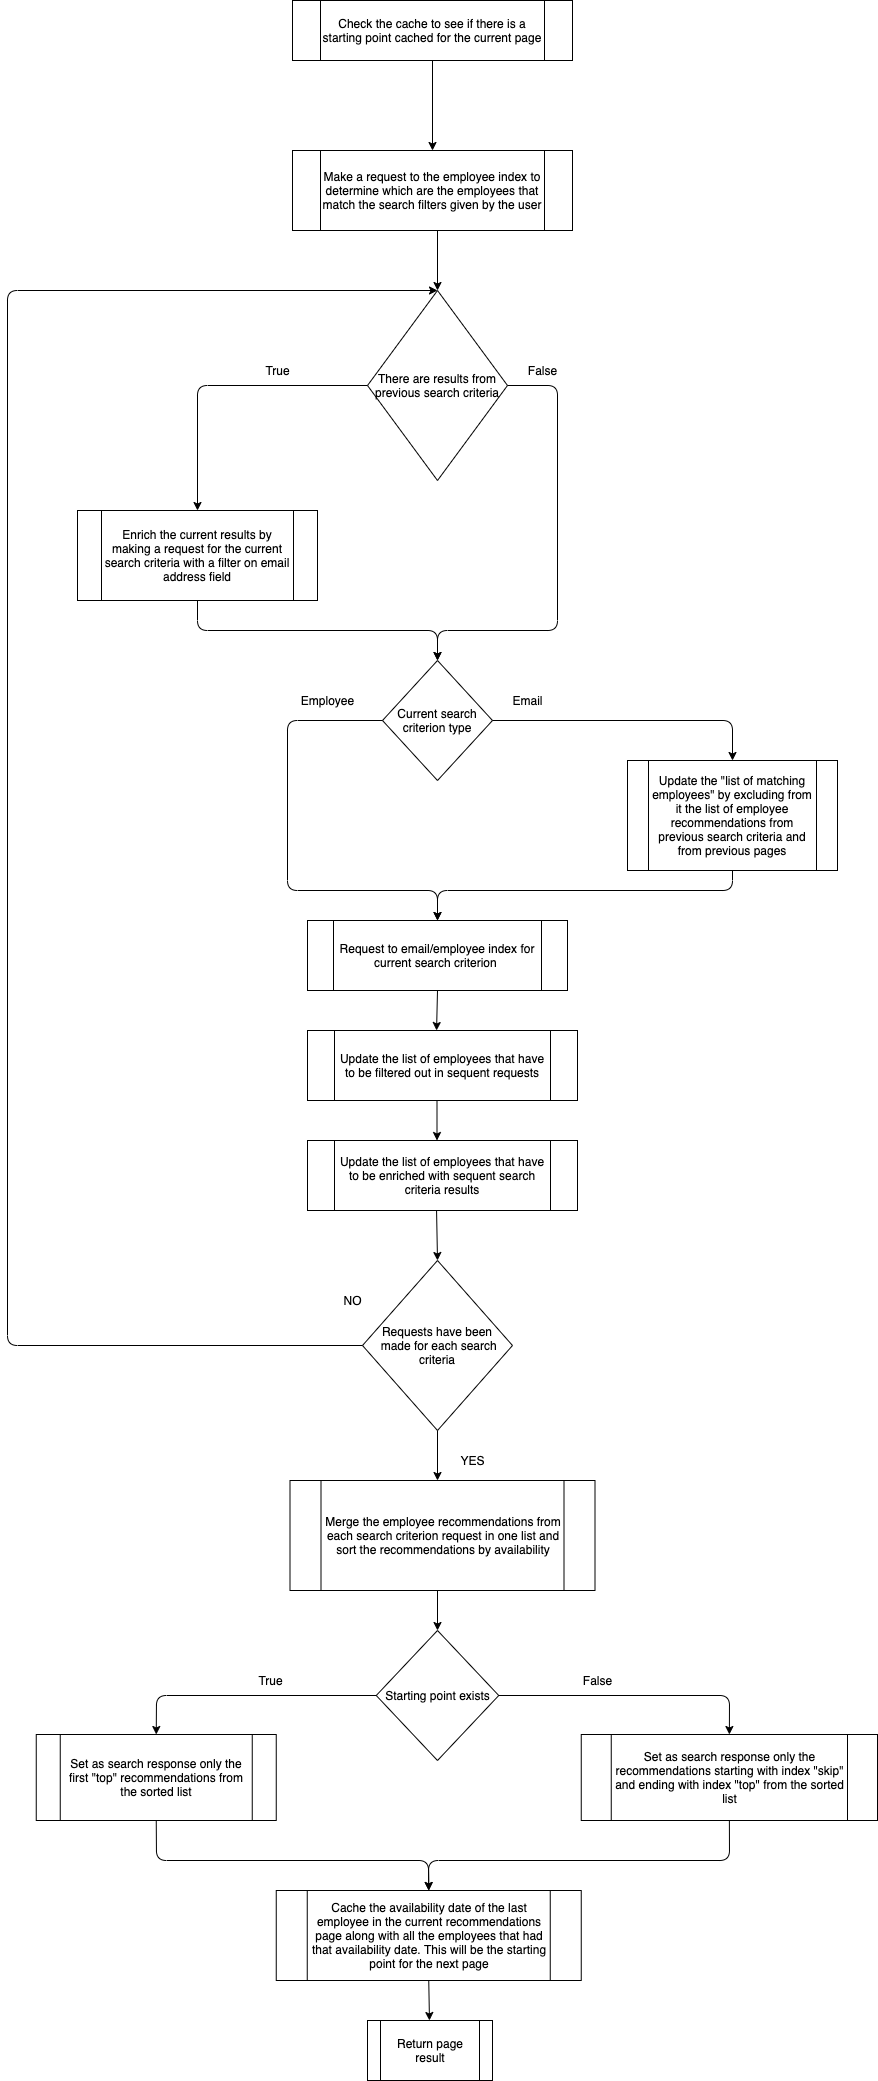 Check the cache to see if there is a
starting point cached for the current page
Make a request to the employee index to
determine which are the employees that
match the search filters given by the user
There are results from
previous search criteria
True
False
Enrich the current results by
making a request for the current
search criteria with a filter on email
address field
Current search
criterion type
Employee
Email
Update the "list of matching
employees" by excluding from
it the list of employee
recommendations from
previous search criteria and
from previous pages
Request to email/employee index for
current search criterion
Update the list of employees that have
to be filtered out in sequent requests
Update the list of employees that have
to be enriched with sequent search
criteria results
NO
Requests have been
made for each search
criteria
YES
Merge the employee recommendations from
each search criterion request in one list and
sort the recommendations by availability
Starting point exists
True
False
Set as search response only the
first "top" recommendations from
the sorted list
Set as search response only the
recommendations starting with index "skip"
and ending with index "top" from the sorted
list
Cache the availability date of the last
employee in the current recommendations
page along with all the employees that had
that availability date. This will be the starting
point for the next page
Return page
result